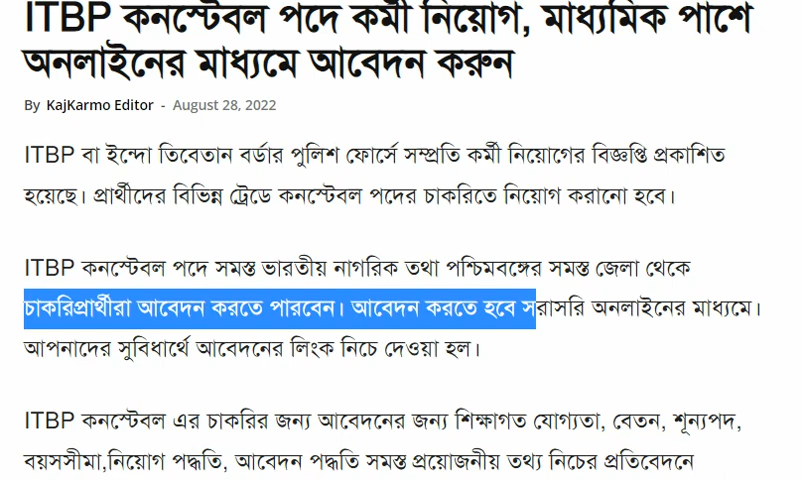 ITBP কনস্টেবল পদে কর্মী নিয়োগ, মাধ্যমিক পাশে
অনলাইনের মাধ্যমে আবেদন করুন
By KajKarmo Editor - August 28, 2022
ITBP বা ইন্দো তিবেতান বর্ডার পুলিশ ফোর্সে সম্প্রতি কর্মী নিয়োগের বিজ্ঞপ্তি প্রকাশিত
হয়েছে। প্রার্থীদের বিভিন্ন ট্রেডে কনস্টেবল পদের চাকরিতে নিয়োগ করানো হবে।
ITBP কনস্টেবল পদে সমস্ত ভারতীয় নাগরিক তথা পশ্চিমবঙ্গের সমস্ত জেলা থেকে
চাকরিপ্রার্থীরা আবেদন করতে পারবেন। আবেদন করতে হবে সরাসরি অনলাইনের মাধ্যমে।
আপনাদের সুবিধার্থে আবেদনের লিংক নিচে দেওয়া হল।
ITBP কনস্টেবল এর চাকরির জন্য আবেদনের জন্য শিক্ষাগত যোগ্যতা, বেতন, শূন্যপদ,
বয়সসীমা,নিয়োগ পদ্ধতি, আবেদন পদ্ধতি সমস্ত প্রয়োজনীয় তথ্য নিচের প্রতিবেদনে